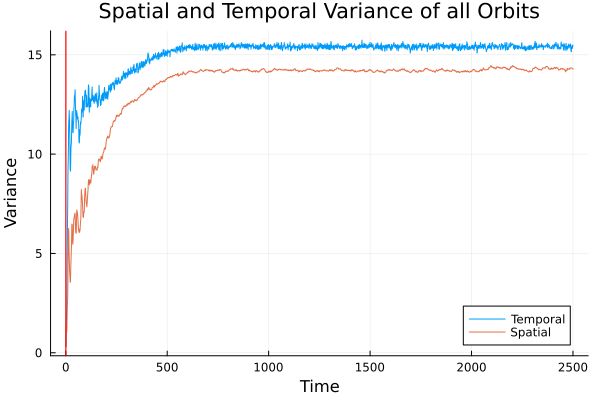 Spatial and Temporal Variance of all Orbits
Variance
15
10
5
0
0 500 1000 1500 2000 2500
Time
Temporal
Spatial